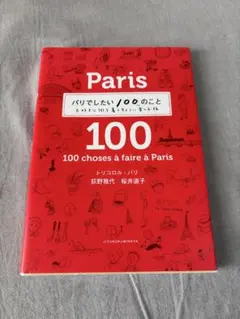 Paris
パリでしたい100のこと
100
100 choses à faire à Paris
トリコロル・パリ
荻野雅代 桜井道子